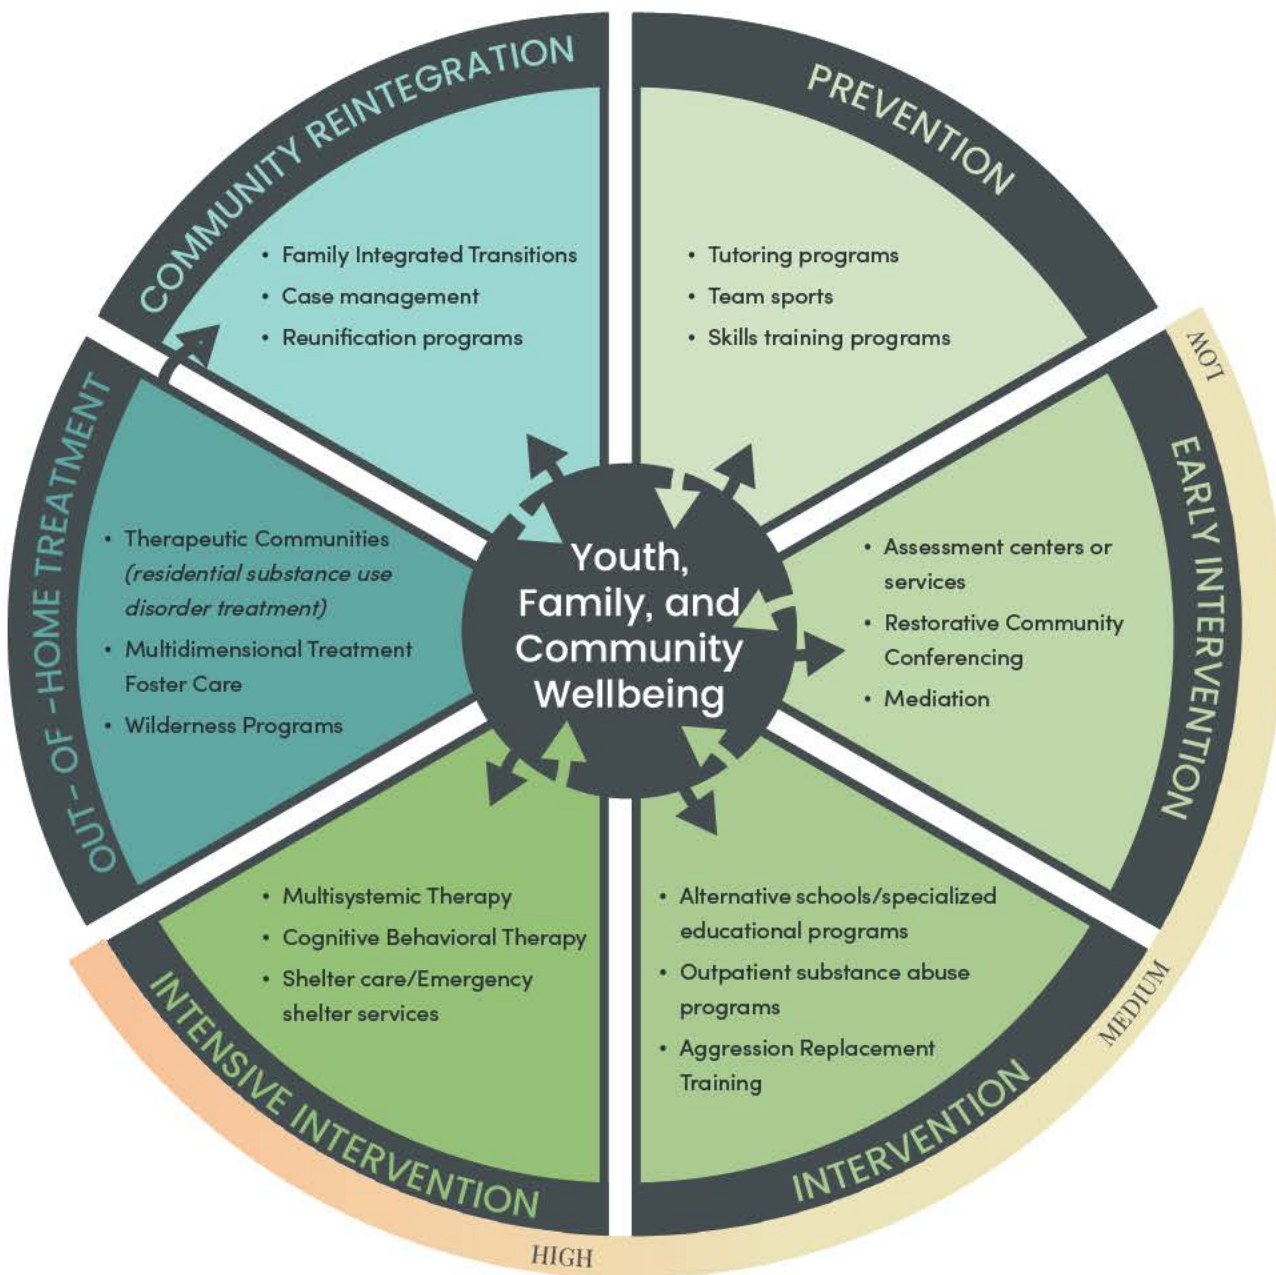 COMMUNITY REINTEGRATION
• Family Integrated Transitions
• Case management
• Reunification programs
PREVENTION
• Tutoring programs
• Team sports
• Skills training programs
LOW
EARLY INTERVENTION
• Assessment centers or
services
• Restorative Community
Conferencing
• Mediation
MEDIUM
INTERVENTION
• Alternative schools/specialized
educational programs
• Outpatient substance abuse
programs
• Aggression Replacement
Training
HIGH
INTENSIVE INTERVENTION
• Multisystemic Therapy
• Cognitive Behavioral Therapy
• Shelter care/Emergency
shelter services
OUT- OF -HOME TREATMENT
• Therapeutic Communities
(residential substance use
disorder treatment)
• Multidimensional Treatment
Foster Care
• Wilderness Programs
Youth,
Family, and
Community
Wellbeing